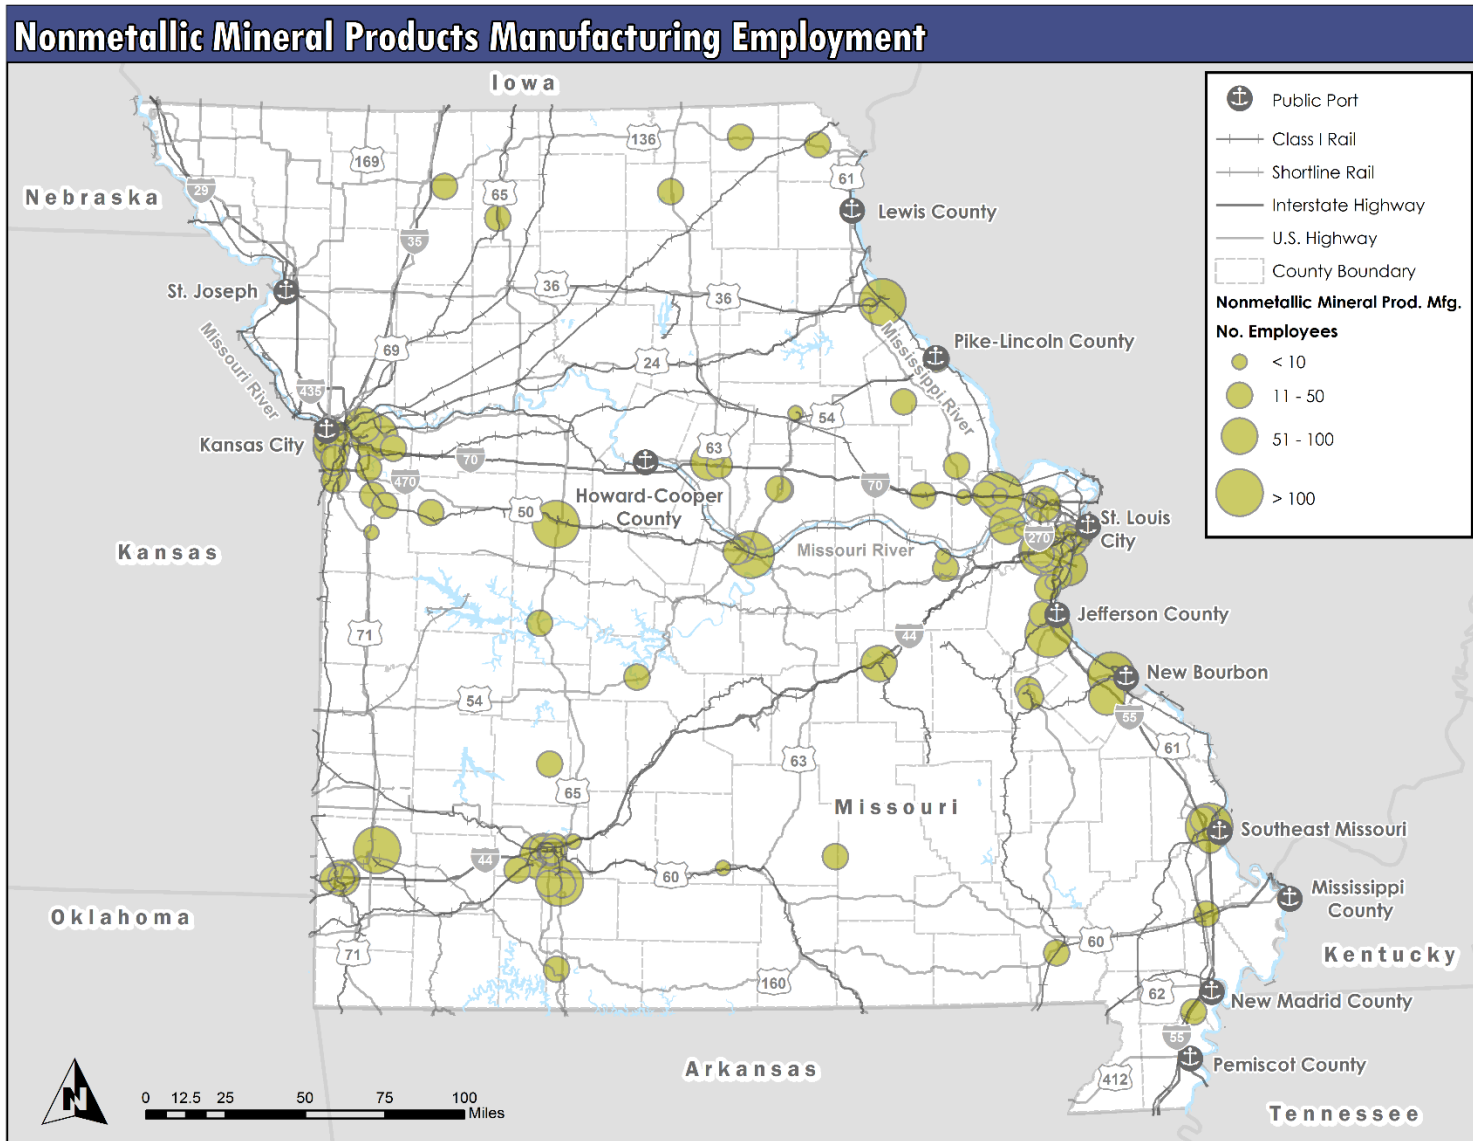 Nonmetallic Mineral Products Manufacturing Employment
Iowa
Nebraska
Kansas
Oklahoma
Arkansas
Tennessee
Kentucky
Missouri
Public Port
Class I Rail
Shortline Rail
Interstate Highway
U.S. Highway
County Boundary
Nonmetallic Mineral Prod. Mfg.
No. Employees
< 10
11 - 50
51 - 100
> 100
136
169
29
65
61
35
Lewis County
St. Joseph
36
36
Missouri River
69
24
Mississippi River
Pike-Lincoln County
435
54
Kansas City
63
70
470
Howard-Cooper
County
70
50
St. Louis
City
270
Missouri River
Jefferson County
71
44
New Bourbon
54
55
61
63
65
Southeast Missouri
44
60
Mississippi
County
60
71
160
62
New Madrid County
55
Pemiscot County
412
N
0 12.5 25 50 75 100
Miles